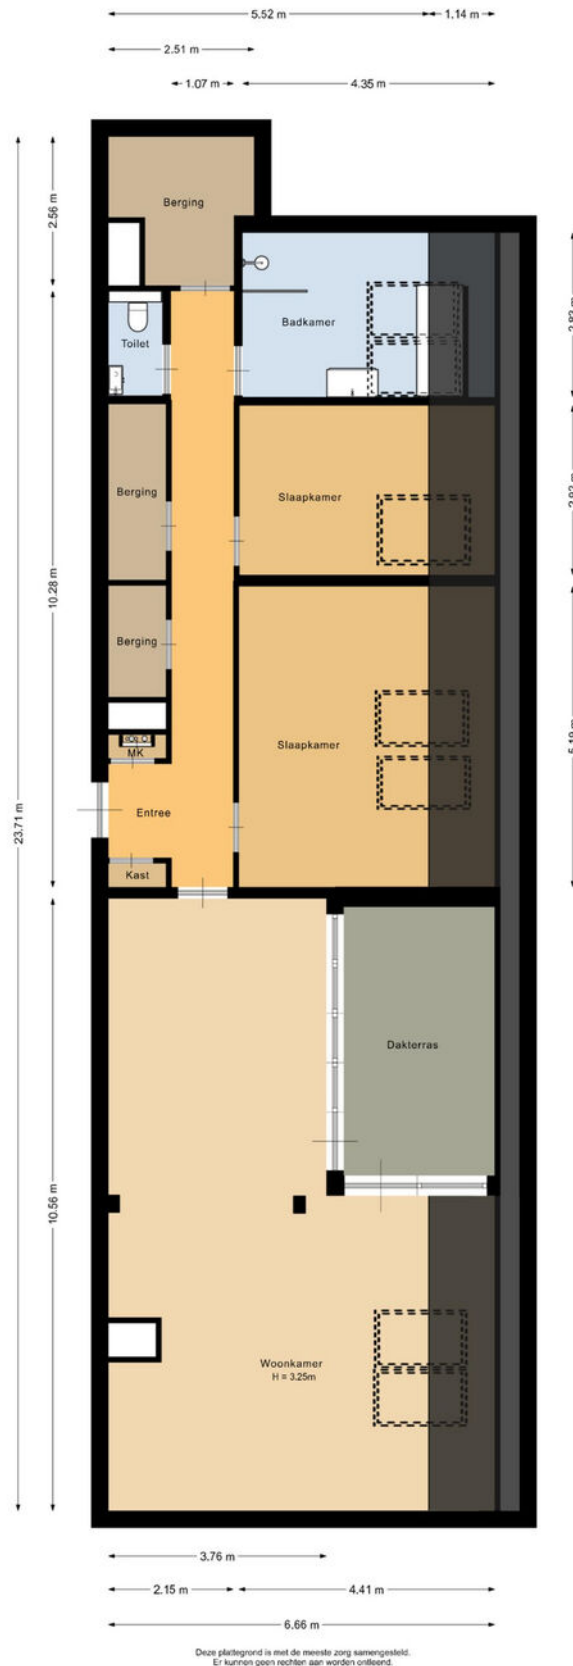 5.52 m
1.14 m
2.51 m
1.07 m
4.35 m
Berging
2.56 m
Badkamer
Toilet
Berging
Slaapkamer
10.28 m
Berging
Slaapkamer
MK
Entree
23.71 m
Kast
Dakterras
10.56 m
Woonkamer
H = 3.25m
3.76 m
2.15 m
4.41 m
6.66 m
Deze plattegrond is met de meeste zorg samengesteld.
Er kunnen geen rechten aan worden ontleend.